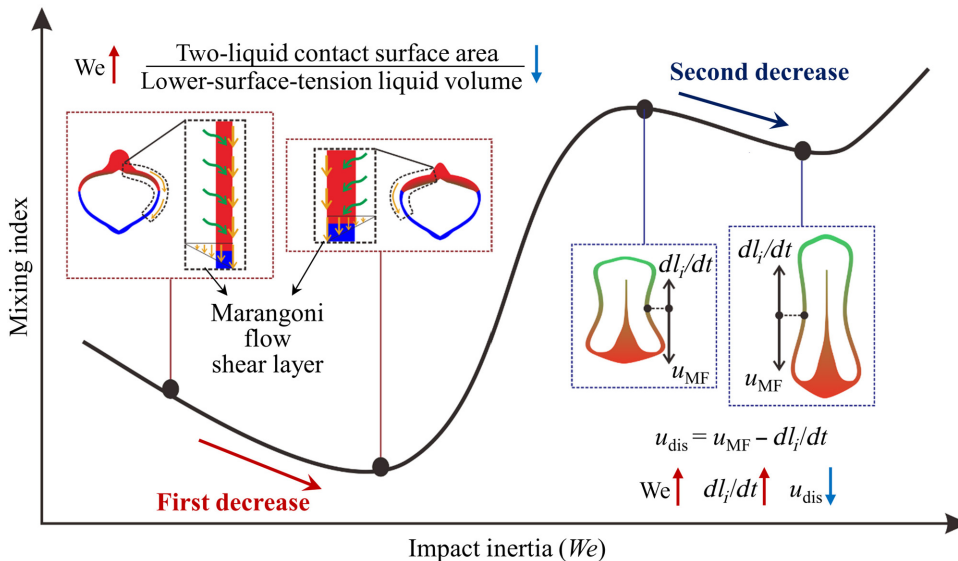 We
Two-liquid contact surface area
Lower-surface-tension liquid volume
Second decrease
Marangoni
flow
shear layer
First decrease
dl_i/dt
u_MF
dl_i/dt
u_MF
u_dis = u_MF – dl_i/dt
We dl_i/dt u_dis
Mixing index
Impact inertia (We)